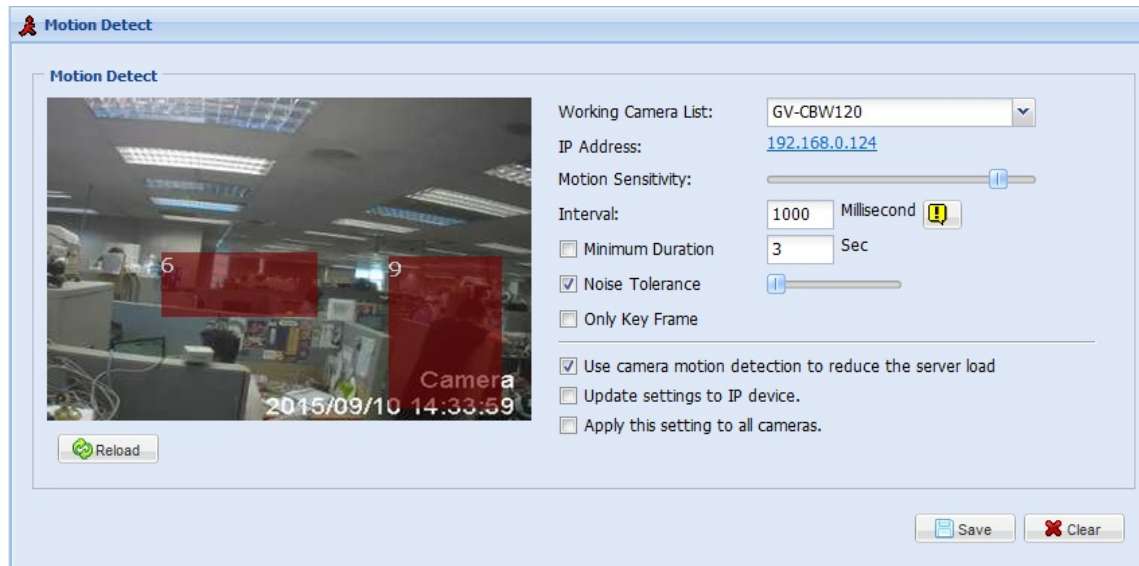 Motion Detect
Motion Detect
6
9
Camera
2015/09/10 14:33:59
Reload
Working Camera List: GV-CBW120
IP Address: 192.168.0.124
Motion Sensitivity:
Interval: 1000 Millisecond
Minimum Duration 3 Sec
Noise Tolerance
Only Key Frame
Use camera motion detection to reduce the server load
Update settings to IP device.
Apply this setting to all cameras.
Save Clear